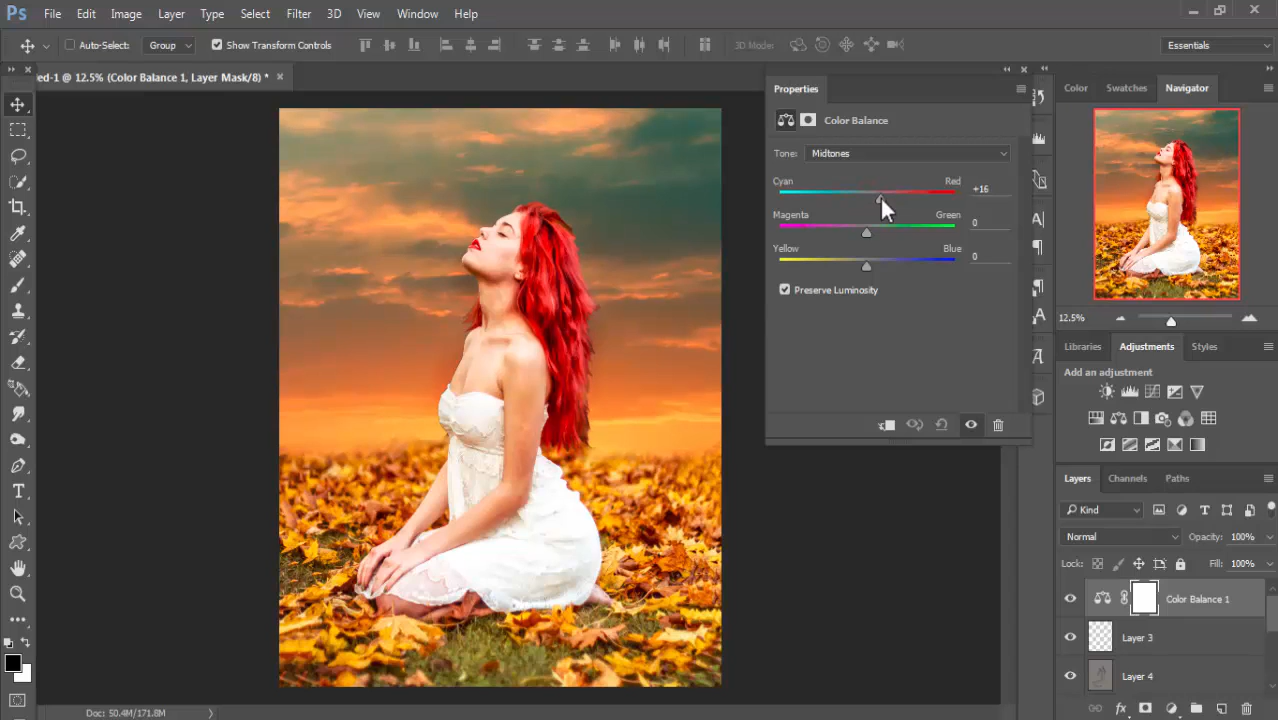 Ps File Edit Image Layer Type Select Filter 3D View Window Help
Auto-Select: Group Show Transform Controls 3D Mode: Essentials
ed-1 @ 12.5% (Color Balance 1, Layer Mask/8) *
Properties
Color Balance
Tone: Midtones
Cyan Red +16
Magenta Green 0
Yellow Blue 0
Preserve Luminosity
Color Swatches Navigator
12.5%
Libraries Adjustments Styles
Add an adjustment
Layers Channels Paths
Kind
Normal Opacity: 100%
Lock: Fill: 100%
Color Balance 1
Layer 3
Layer 4
Doc: 50.4M/171.8M